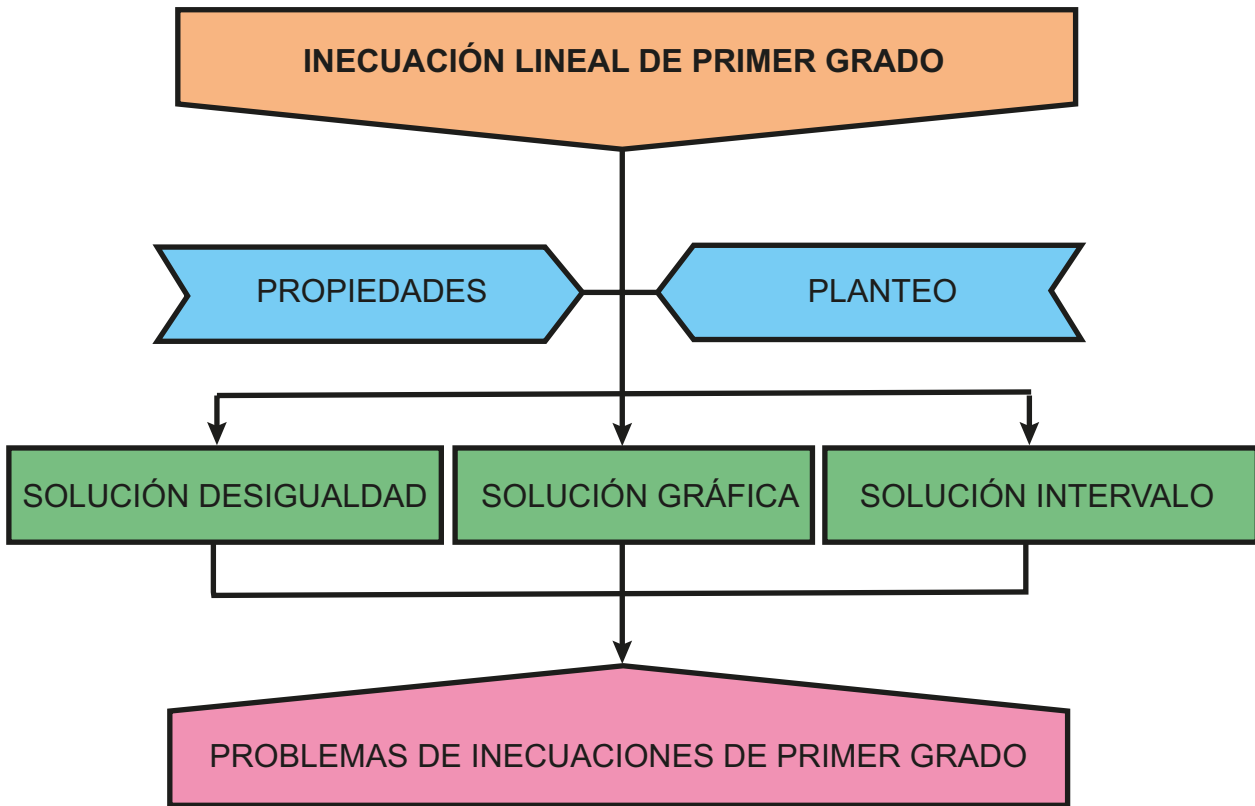 INECUACIÓN LINEAL DE PRIMER GRADO
PROPIEDADES
PLANTEO
SOLUCIÓN DESIGUALDAD
SOLUCIÓN GRÁFICA
SOLUCIÓN INTERVALO
PROBLEMAS DE INECUACIONES DE PRIMER GRADO